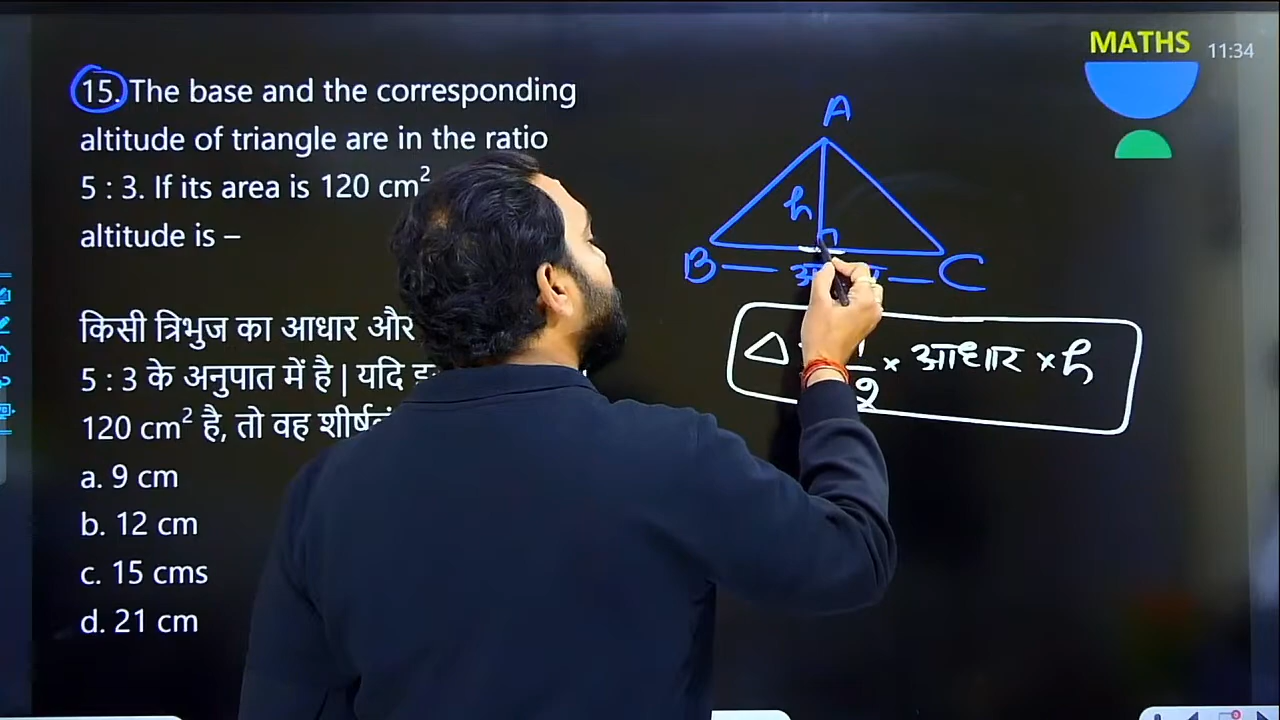 MATHS
11:34
15. The base and the corresponding
altitude of triangle are in the ratio
5 : 3. If its area is 120 cm²
altitude is –
A
h
B
C
किसी त्रिभुज का आधार और
5 : 3 के अनुपात में है | यदि
120 cm² है, तो वह
Δ
2 × आधार × h
a. 9 cm
b. 12 cm
c. 15 cms
d. 21 cm